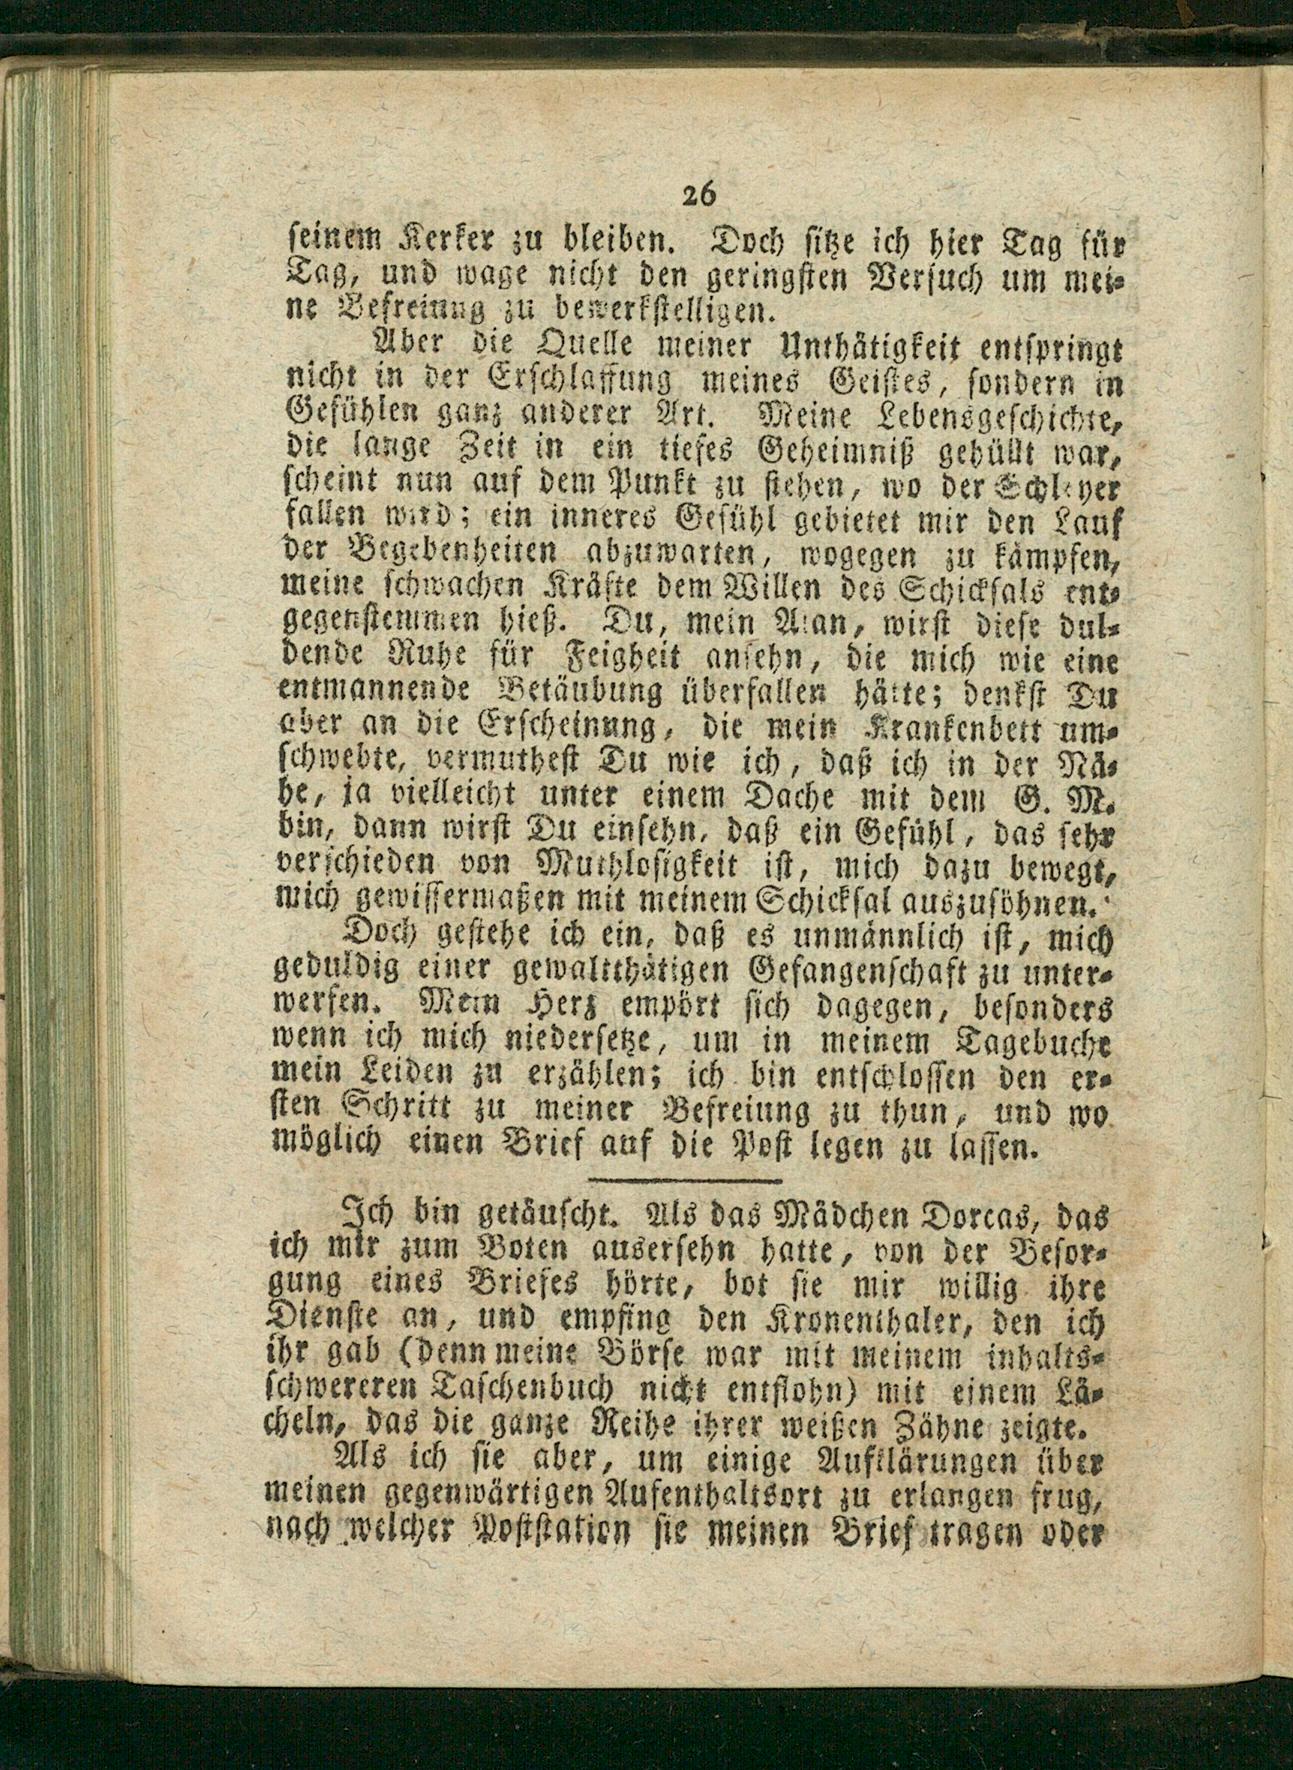 26
seinem Kerker zu bleiben. Doch sitze ich hier Tag für
Tag, und wage nicht den geringsten Versuch um mei-
ne Befreiung zu bewerkstelligen.
Aber die Quelle meiner Unthätigkeit entspringt
nicht in der Erschlaffung meines Geistes, sondern in
Gefühlen ganz anderer Art. Meine Lebensgeschichte,
die lange Zeit in ein tiefes Geheimniß gehüllt war,
scheint nun auf dem Punkt zu stehen, wo der Schleyer
fallen wird; ein inneres Gefühl gebietet mir den Lauf
der Begebenheiten abzuwarten, wogegen zu kämpfen,
meine schwachen Kräfte dem Willen des Schicksals ent-
gegenstemmen hieß. Du, mein Alan, wirst diese dul-
dende Ruhe für Feigheit ansehn, die mich wie eine
entmannende Betäubung überfallen hätte; denkst Du
aber an die Erscheinung, die mein Krankenbett um-
schwebte, vermuthest Du wie ich, daß ich in der Nä-
he, ja vielleicht unter einem Dache mit dem G. M.
bin, dann wirst Du einsehn, daß ein Gefühl, das sehr
verschieden von Muthlosigkeit ist, mich dazu bewegt,
mich gewissermaßen mit meinem Schicksal auszusöhnen.
Doch gestehe ich ein, daß es unmännlich ist, mich
geduldig einer gewaltthätigen Gefangenschaft zu unter-
werfen. Mein Herz empört sich dagegen, besonders
wenn ich mich niedersetze, um in meinem Tagebuche
mein Leiden zu erzählen; ich bin entschlossen den er-
sten Schritt zu meiner Befreiung zu thun, und wo
möglich einen Brief auf die Post legen zu lassen.
Ich bin getäuscht. Als das Mädchen Dorcas, das
ich mir zum Boten ausersehn hatte, von der Besor-
gung eines Briefes hörte, bot sie mir willig ihre
Dienste an, und empfing den Kronenthaler, den ich
ihr gab (denn meine Börse war mit meinem inhalts-
schwereren Taschenbuch nicht entflohn) mit einem Lä-
cheln, das die ganze Reihe ihrer weißen Zähne zeigte.
Als ich sie aber, um einige Aufklärungen über
meinen gegenwärtigen Aufenthaltsort zu erlangen frug,
nach welcher Poststation sie meinen Brief tragen oder